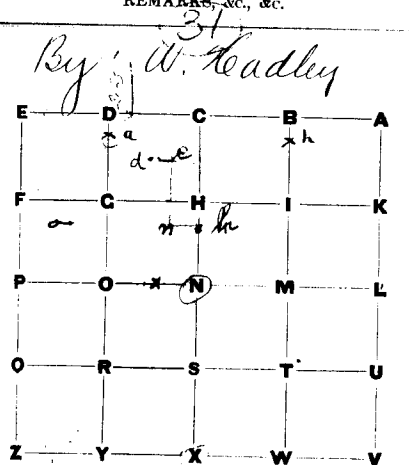 REMARKS, &c., &c.
31
By: W. Hadley
E D C B A
a h
d e
F G H I K
n h
P O N M L
Q R S T U
Z Y X W V